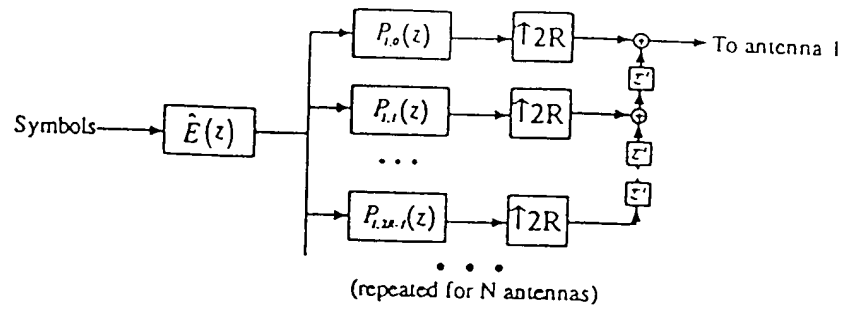 P₁,₀(z) ↑2R To antenna 1
z⁻¹
Symbols Ê(z) P₁,₁(z) ↑2R
z⁻¹
z⁻¹
P₁,₂R₋₁(z) ↑2R
(repeated for N antennas)